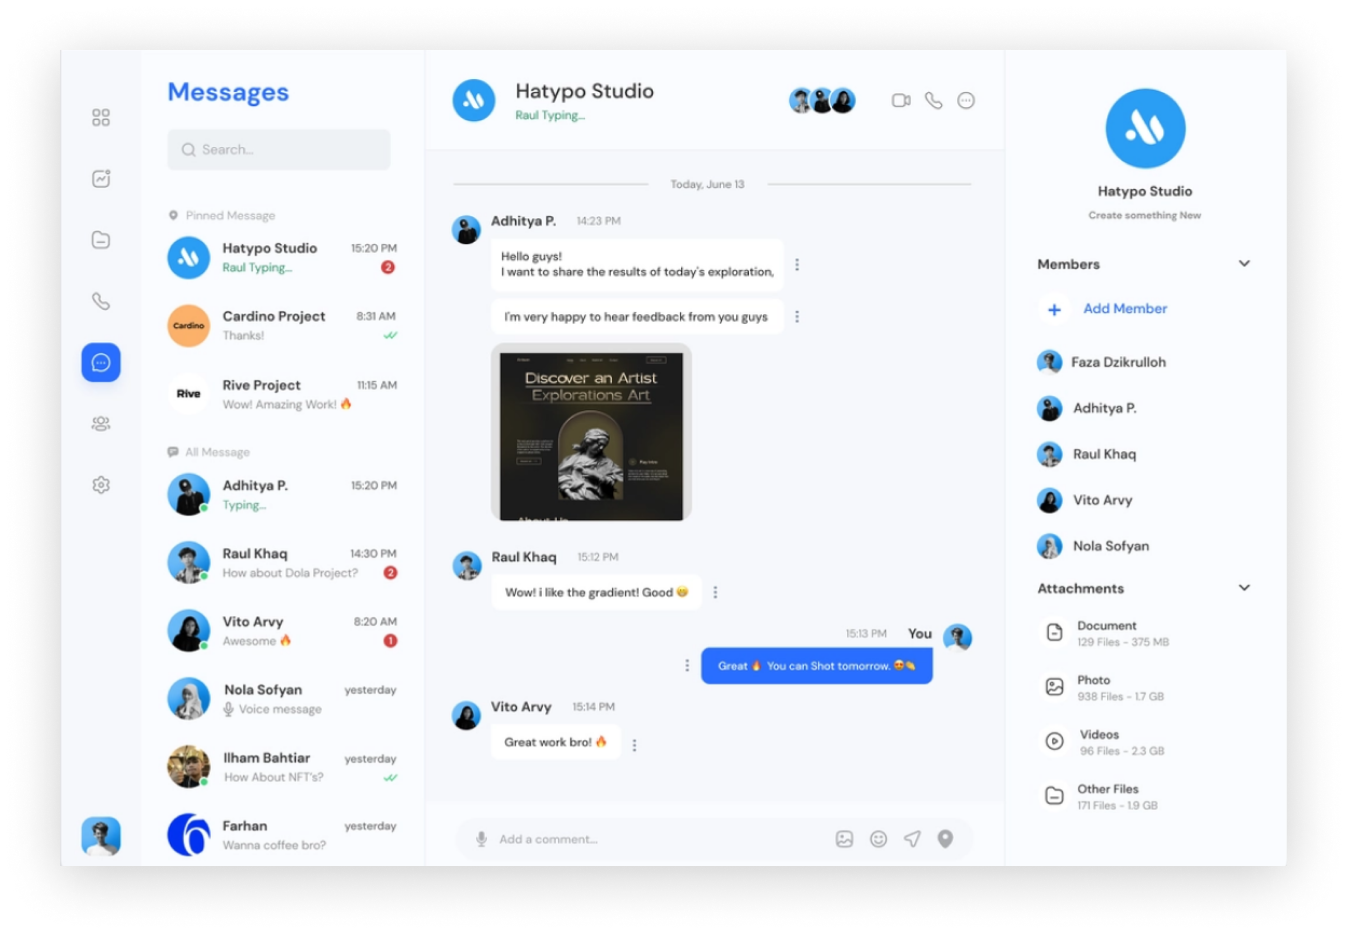 Messages
Search...
Pinned Message
Hatypo Studio 15:20 PM
Raul Typing... 2
Cardino
Cardino Project 8:31 AM
Thanks!
Rive
Rive Project 11:15 AM
Wow! Amazing Work! 🔥
All Message
Adhitya P. 15:20 PM
Typing...
Raul Khaq 14:30 PM
How about Dola Project? 2
Vito Arvy 8:20 AM
Awesome 🔥 1
Nola Sofyan yesterday
Voice message
Ilham Bahtiar yesterday
How About NFT's?
Farhan yesterday
Wanna coffee bro?
Hatypo Studio
Raul Typing...
Today, June 13
Adhitya P. 14:23 PM
Hello guys!
I want to share the results of today's exploration,
I'm very happy to hear feedback from you guys
Discover an Artist
Explorations Art
About Us
Raul Khaq 15:12 PM
Wow! i like the gradient! Good 😁
15:13 PM You
Great 🔥 You can Shot tomorrow. 😍👏
Vito Arvy 15:14 PM
Great work bro! 🔥
Add a comment...
Hatypo Studio
Create something New
Members
+ Add Member
Faza Dzikrulloh
Adhitya P.
Raul Khaq
Vito Arvy
Nola Sofyan
Attachments
Document
129 Files - 375 MB
Photo
938 Files - 1.7 GB
Videos
96 Files - 2.3 GB
Other Files
171 Files - 1.9 GB